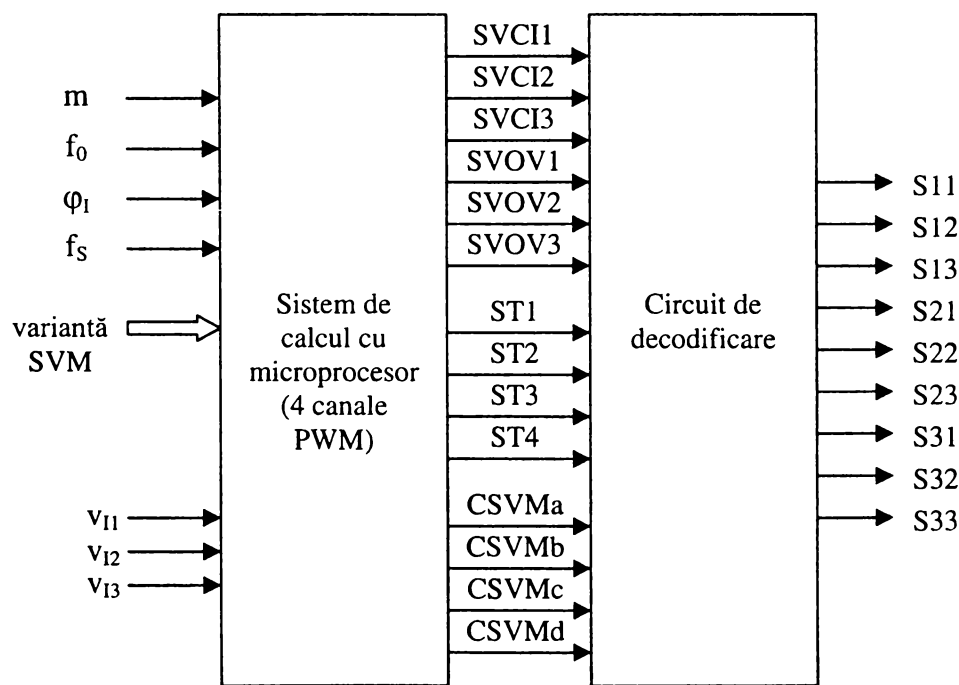 m
f₀
φI
fS
variantă
SVM
vI1
vI2
vI3
Sistem de
calcul cu
microprocesor
(4 canale
PWM)
SVCI1
SVCI2
SVCI3
SVOV1
SVOV2
SVOV3
ST1
ST2
ST3
ST4
CSVMa
CSVMb
CSVMc
CSVMd
Circuit de
decodificare
S11
S12
S13
S21
S22
S23
S31
S32
S33